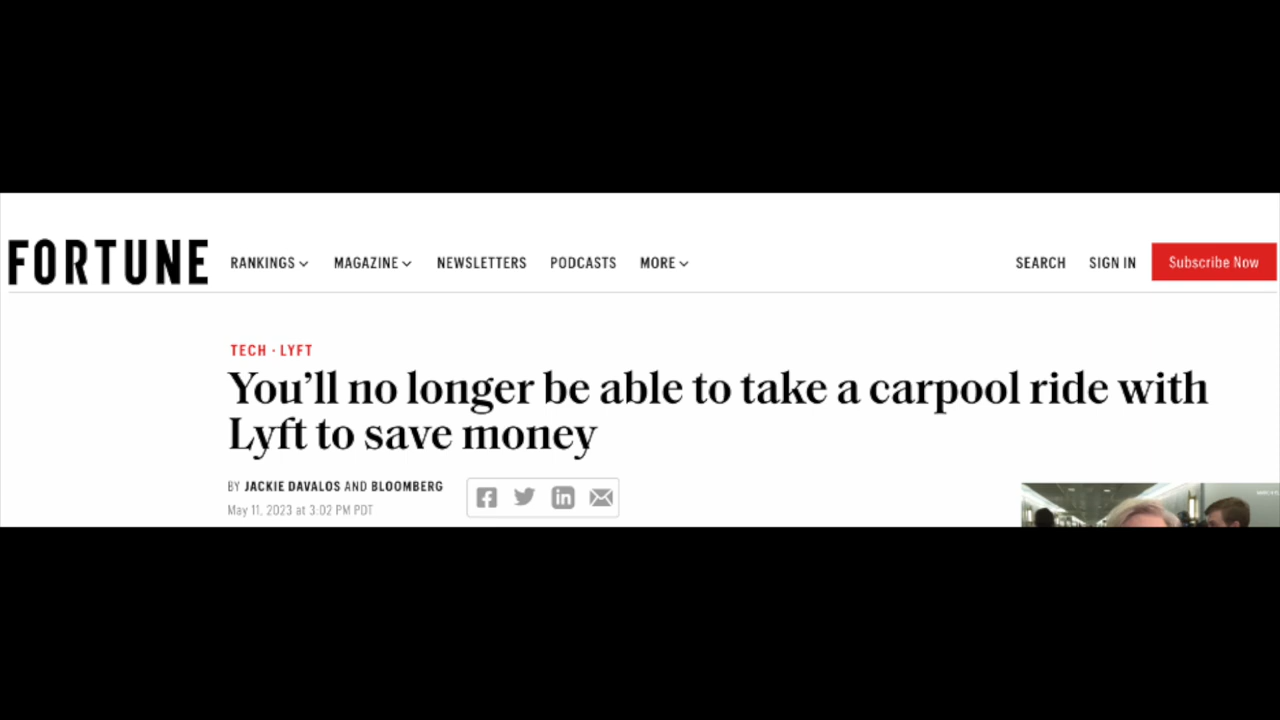 FORTUNE RANKINGS MAGAZINE NEWSLETTERS PODCASTS MORE SEARCH SIGN IN Subscribe Now
TECH · LYFT
You’ll no longer be able to take a carpool ride with
Lyft to save money
BY JACKIE DAVALOS AND BLOOMBERG
May 11, 2023 at 3:02 PM PDT